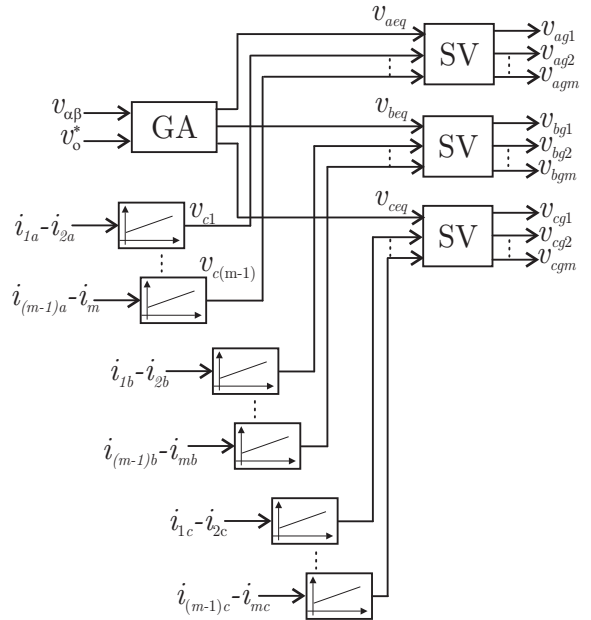 v_aeq
SV
v_ag1
v_ag2
v_agm
v_αβ
v_o^*
GA
v_beq
SV
v_bg1
v_bg2
v_bgm
i_1a-i_2a
v_c1
v_ceq
SV
v_cg1
v_cg2
v_cgm
i_(m-1)a-i_m
v_c(m-1)
i_1b-i_2b
i_(m-1)b-i_mb
i_1c-i_2c
i_(m-1)c-i_mc